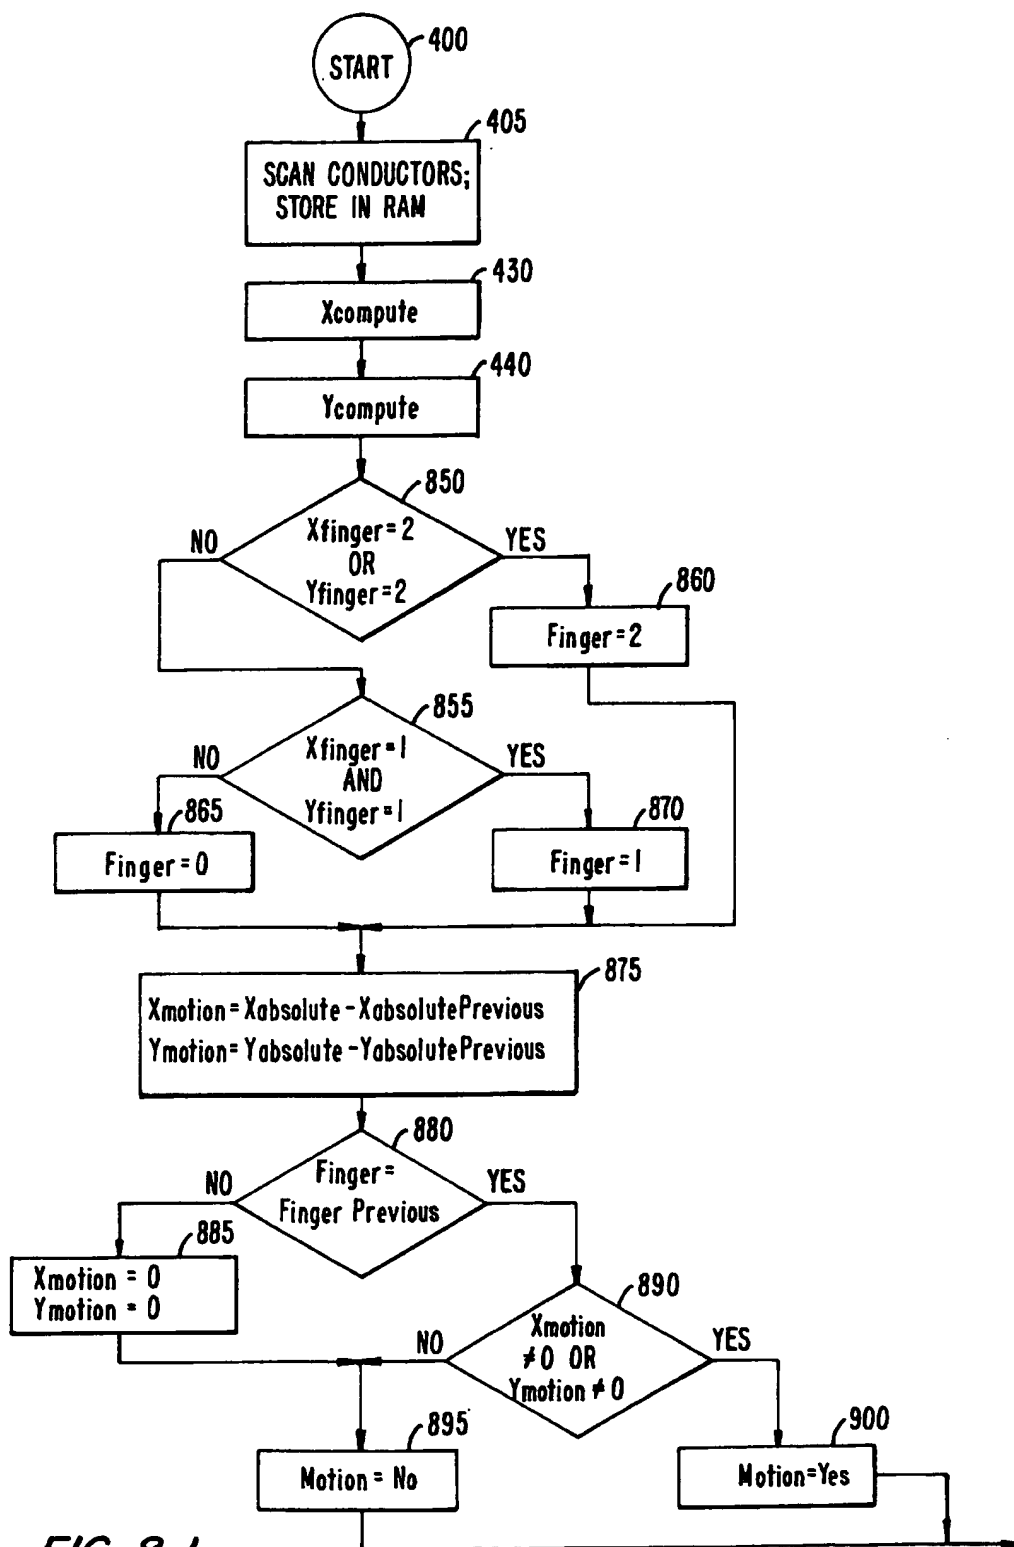 400
START
405
SCAN CONDUCTORS;
STORE IN RAM
430
Xcompute
440
Ycompute
850
Xfinger=2
OR
Yfinger=2
NO
YES
860
Finger=2
855
Xfinger=1
AND
Yfinger=1
NO
YES
865
Finger=0
870
Finger=1
875
Xmotion=Xabsolute-XabsolutePrevious
Ymotion=Yabsolute-YabsolutePrevious
880
Finger=
Finger Previous
NO
YES
885
Xmotion = 0
Ymotion = 0
890
Xmotion
≠0 OR
Ymotion≠0
NO
YES
895
Motion = No
900
Motion=Yes